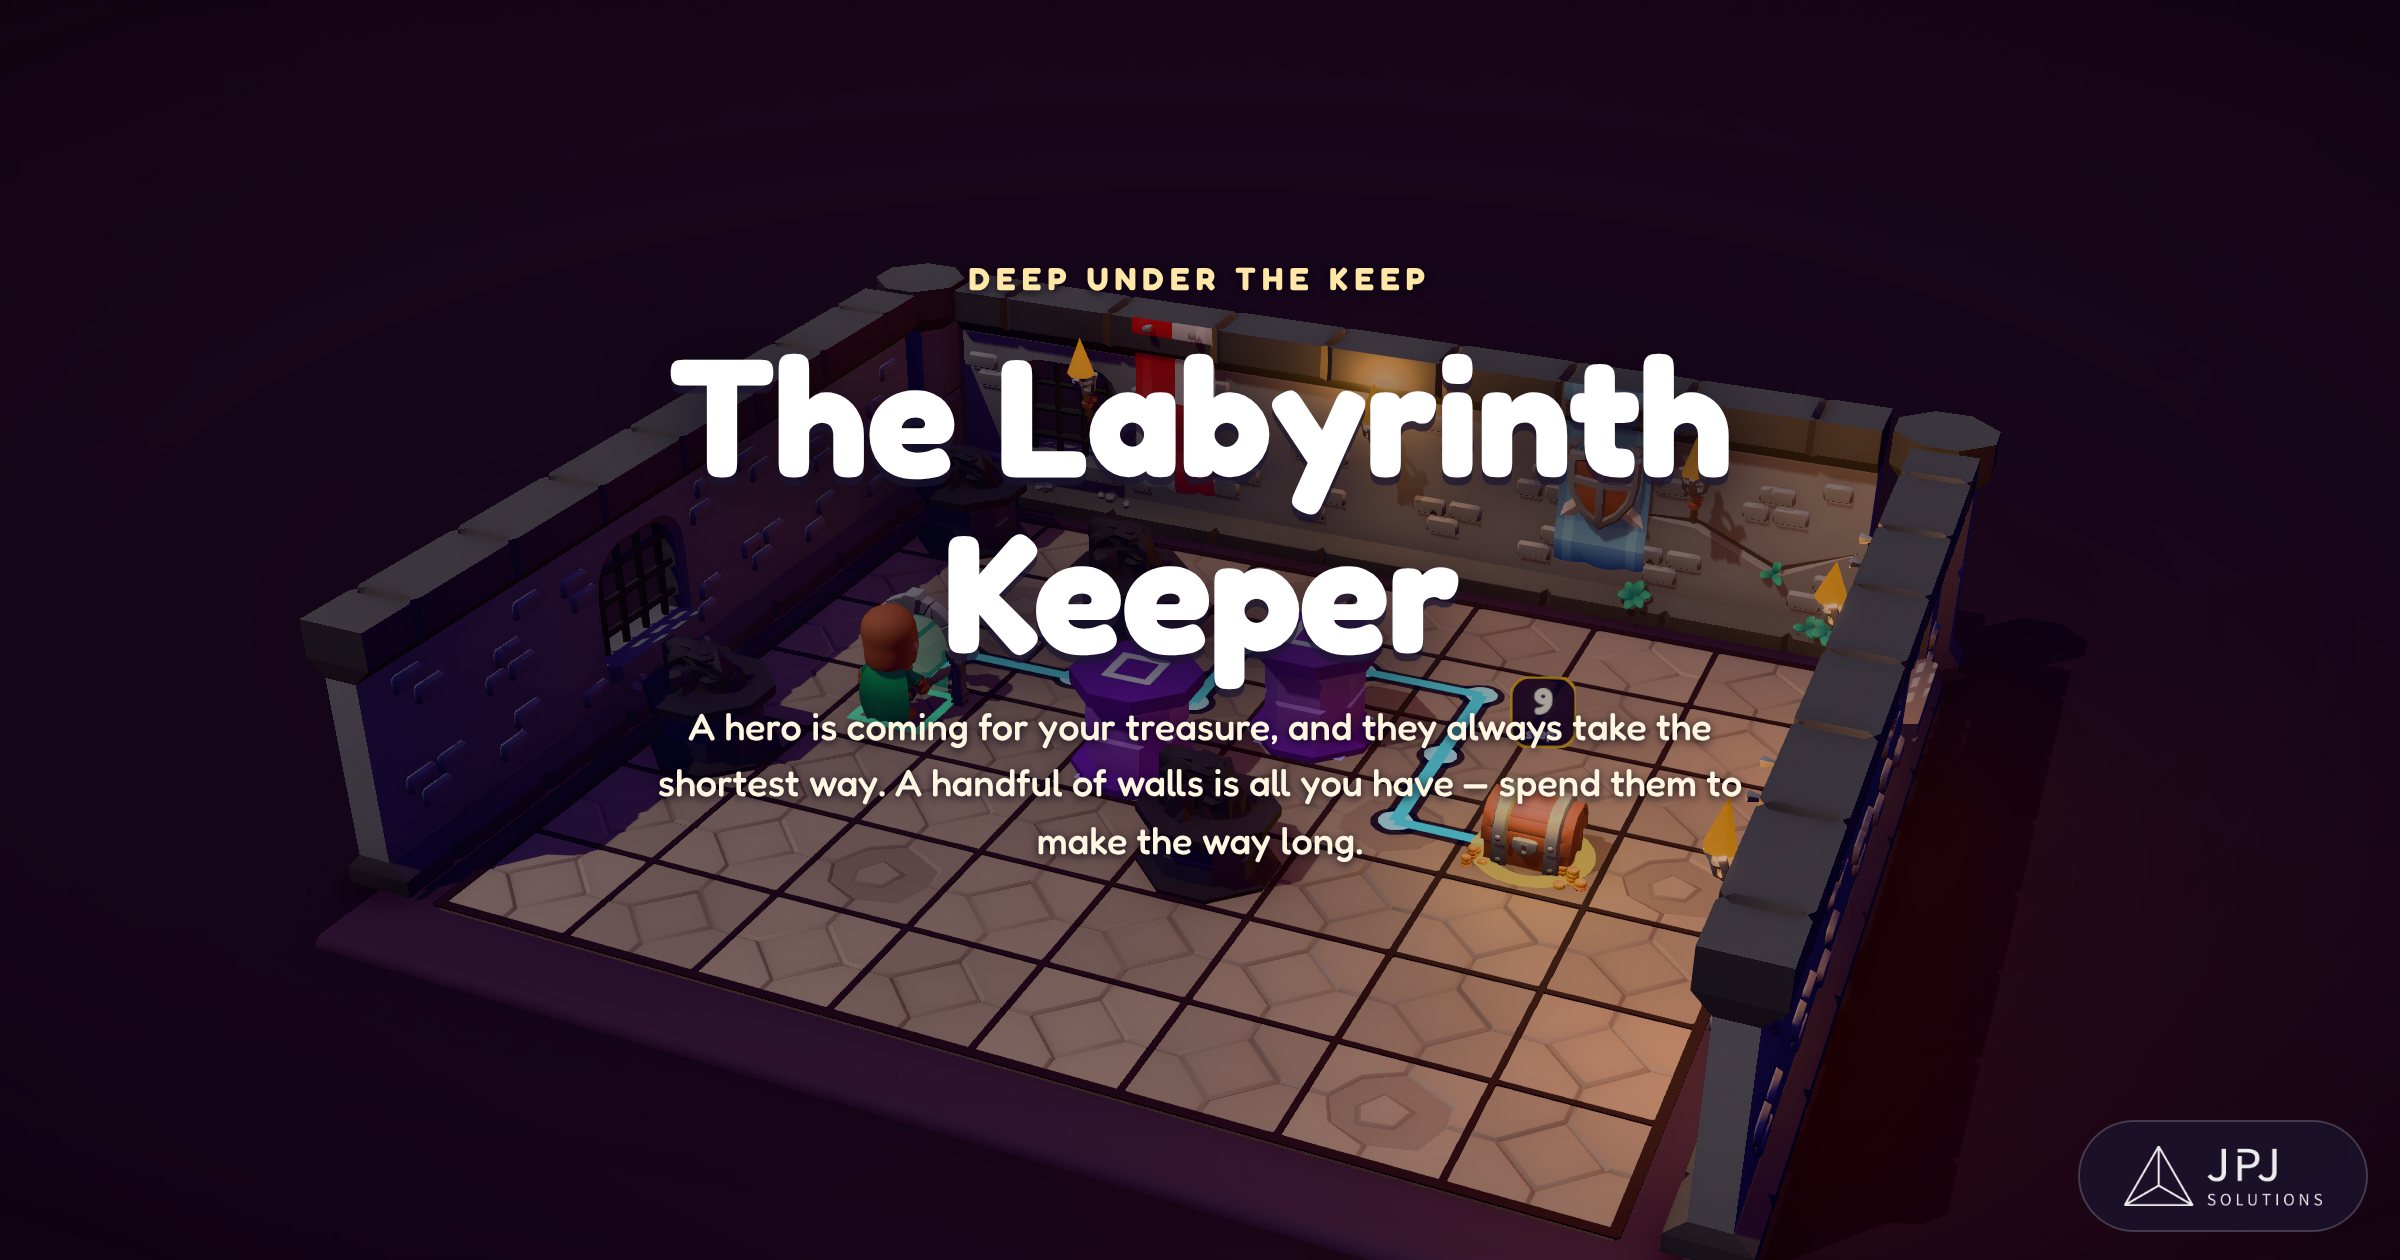 DEEP UNDER THE KEEP
The Labyrinth
Keeper
9
A hero is coming for your treasure, and they always take the
shortest way. A handful of walls is all you have – spend them to
make the way long.
JPJ
SOLUTIONS